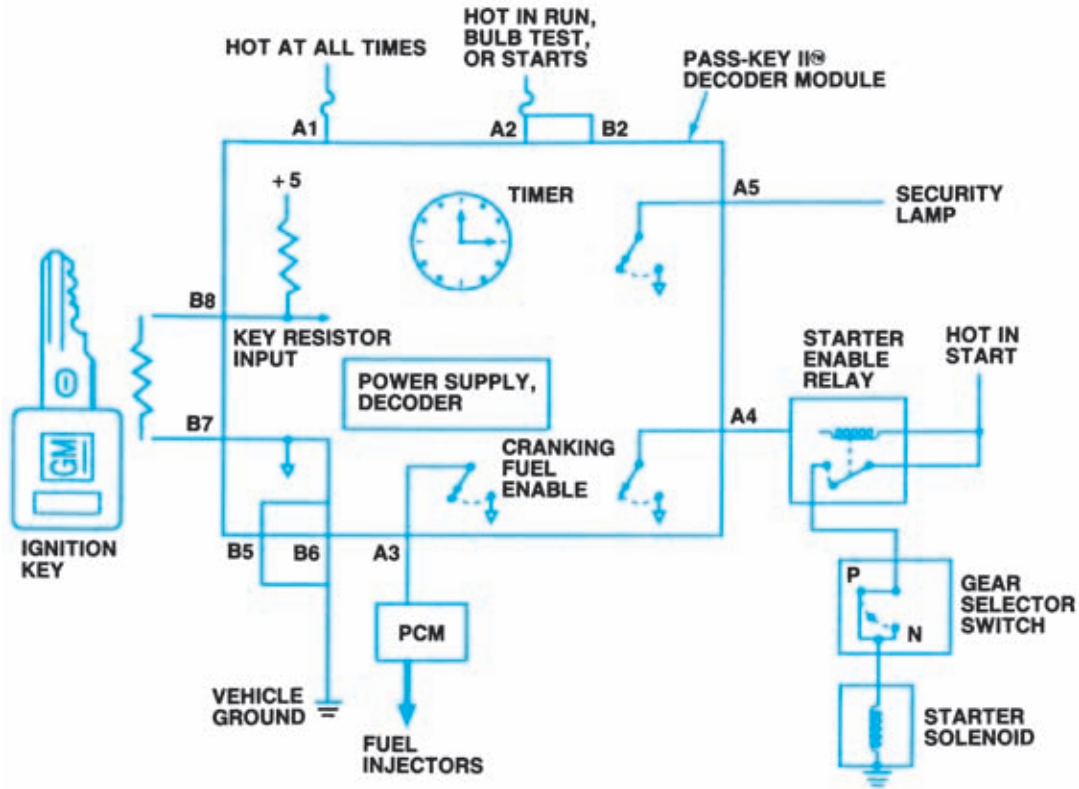 HOT AT ALL TIMES
HOT IN RUN,
BULB TEST,
OR STARTS
PASS-KEY II®
DECODER MODULE
A1
A2
B2
+5
TIMER
A5
SECURITY
LAMP
B8
KEY RESISTOR
INPUT
STARTER
ENABLE
RELAY
HOT IN
START
POWER SUPPLY,
DECODER
B7
A4
CRANKING
FUEL
ENABLE
GM
IGNITION
KEY
B5
B6
A3
P
N
GEAR
SELECTOR
SWITCH
PCM
VEHICLE
GROUND
FUEL
INJECTORS
STARTER
SOLENOID